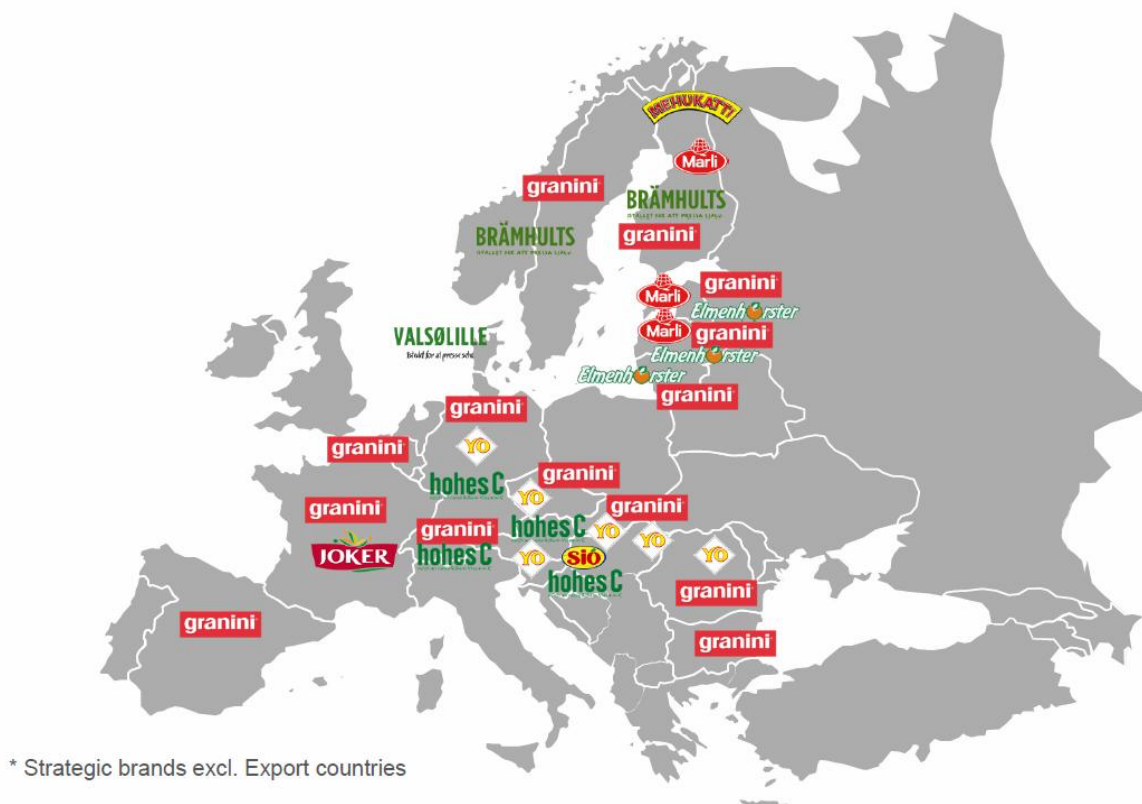 MEHUKATTI
Marli
granini
BRÄMHULTS
BRÄMHULTS
granini
granini
Marli
Elmenhorster
Marli
granini
VALSØLILLE
Elmenhorster
Elmenhorster
granini
granini
YO
granini
hohes C
granini
YO
granini
granini
hohes C
YO
YO
JOKER
hohes C
YO
sió
YO
hohes C
granini
granini
granini
* Strategic brands excl. Export countries